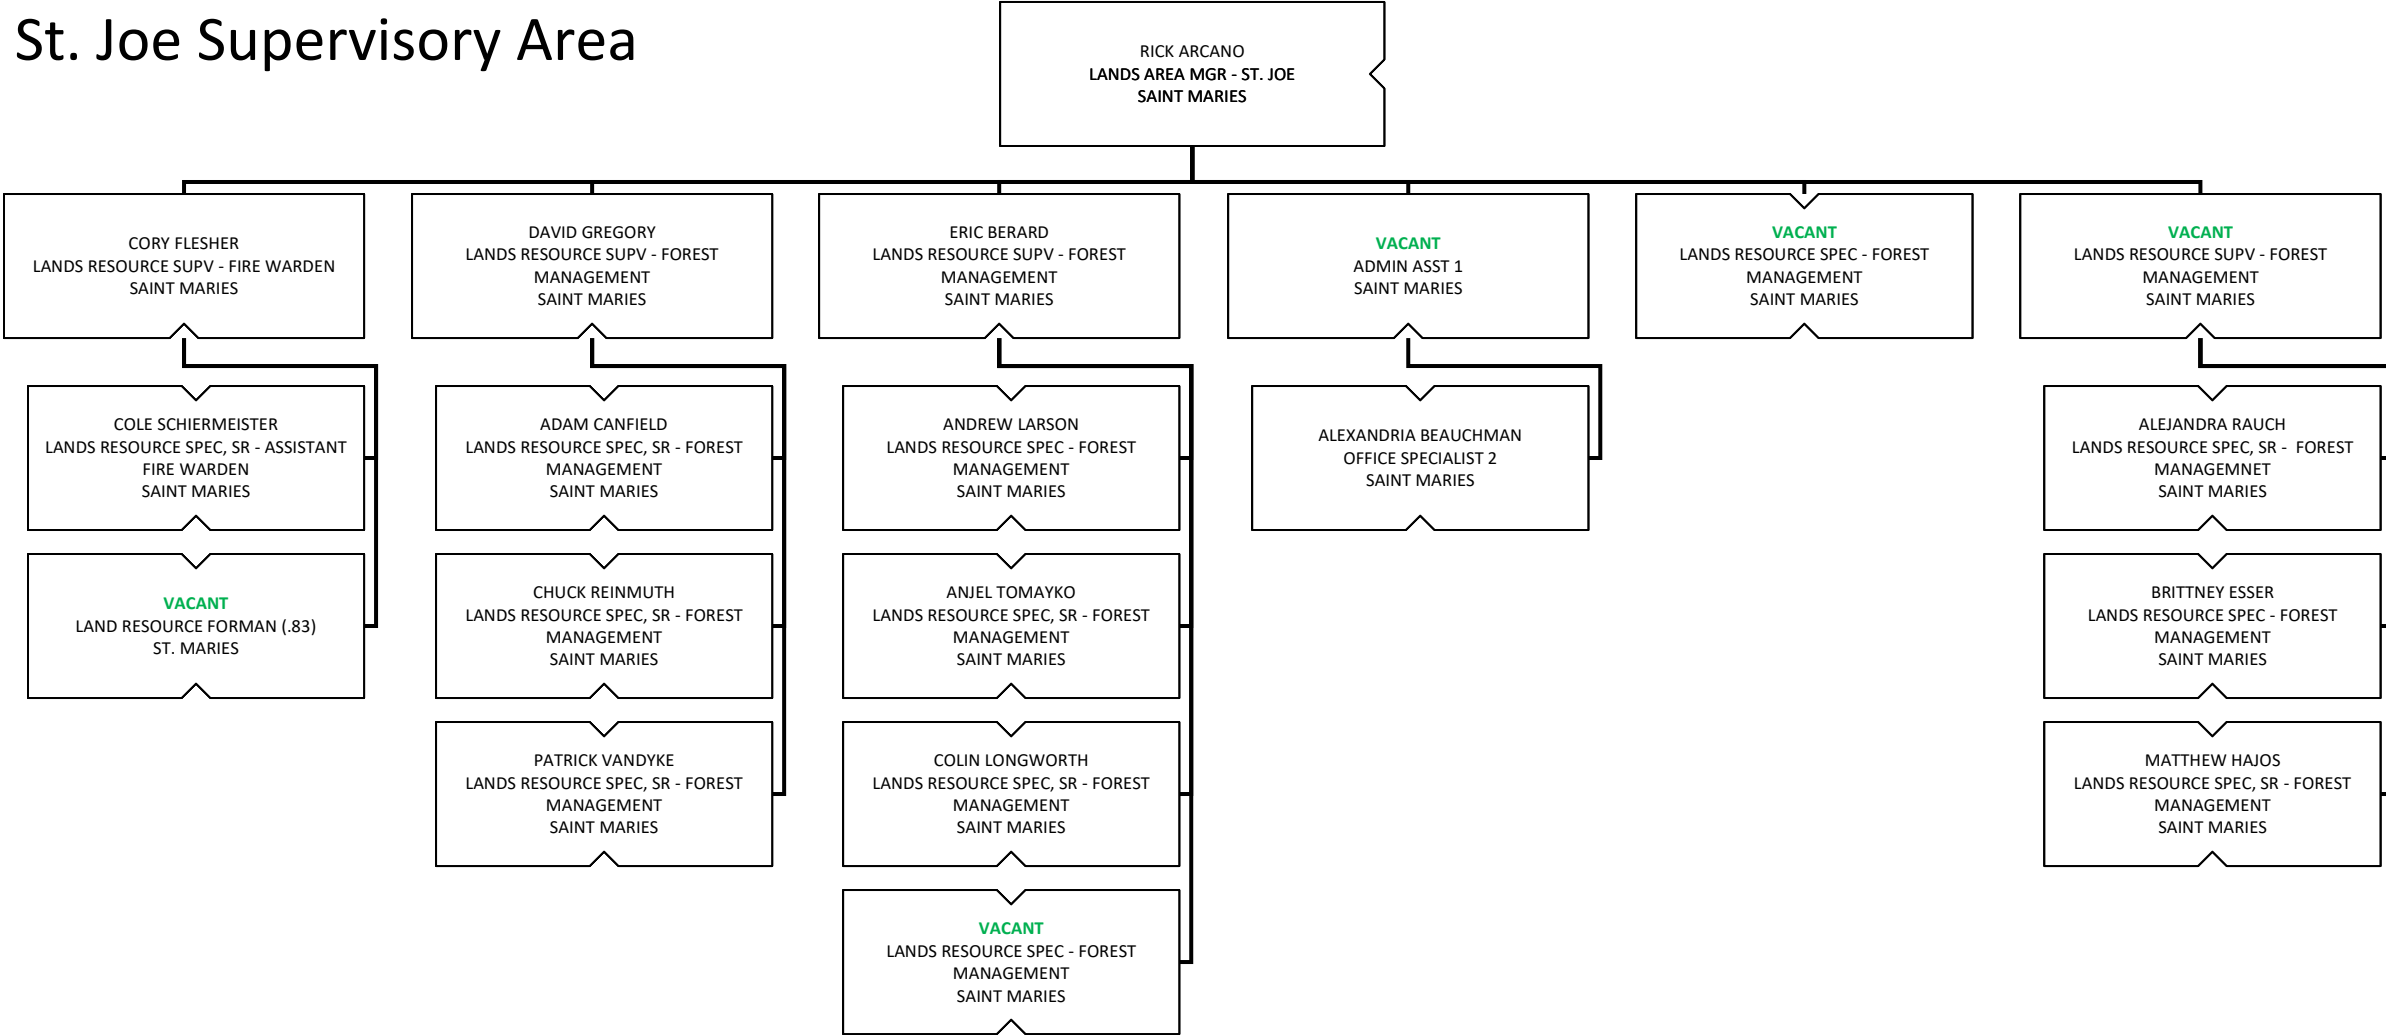 St. Joe Supervisory Area
RICK ARCANO
LANDS AREA MGR - ST. JOE
SAINT MARIES
CORY FLESHER
LANDS RESOURCE SUPV - FIRE WARDEN
SAINT MARIES
DAVID GREGORY
LANDS RESOURCE SUPV - FOREST
MANAGEMENT
SAINT MARIES
ERIC BERARD
LANDS RESOURCE SUPV - FOREST
MANAGEMENT
SAINT MARIES
VACANT
ADMIN ASST 1
SAINT MARIES
VACANT
LANDS RESOURCE SPEC - FOREST
MANAGEMENT
SAINT MARIES
VACANT
LANDS RESOURCE SUPV - FOREST
MANAGEMENT
SAINT MARIES
COLE SCHIERMEISTER
LANDS RESOURCE SPEC, SR - ASSISTANT
FIRE WARDEN
SAINT MARIES
ADAM CANFIELD
LANDS RESOURCE SPEC, SR - FOREST
MANAGEMENT
SAINT MARIES
ANDREW LARSON
LANDS RESOURCE SPEC - FOREST
MANAGEMENT
SAINT MARIES
ALEXANDRIA BEAUCHMAN
OFFICE SPECIALIST 2
SAINT MARIES
ALEJANDRA RAUCH
LANDS RESOURCE SPEC, SR - FOREST
MANAGEMNET
SAINT MARIES
VACANT
LAND RESOURCE FORMAN (.83)
ST. MARIES
CHUCK REINMUTH
LANDS RESOURCE SPEC, SR - FOREST
MANAGEMENT
SAINT MARIES
ANJEL TOMAYKO
LANDS RESOURCE SPEC, SR - FOREST
MANAGEMENT
SAINT MARIES
BRITTNEY ESSER
LANDS RESOURCE SPEC - FOREST
MANAGEMENT
SAINT MARIES
PATRICK VANDYKE
LANDS RESOURCE SPEC, SR - FOREST
MANAGEMENT
SAINT MARIES
COLIN LONGWORTH
LANDS RESOURCE SPEC, SR - FOREST
MANAGEMENT
SAINT MARIES
MATTHEW HAJOS
LANDS RESOURCE SPEC, SR - FOREST
MANAGEMENT
SAINT MARIES
VACANT
LANDS RESOURCE SPEC - FOREST
MANAGEMENT
SAINT MARIES